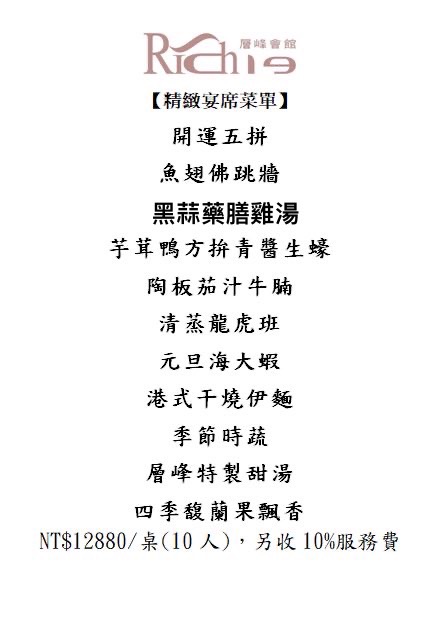 Rich19 層峰會館
【精緻宴席菜單】
開運五拼
魚翅佛跳牆
黑蒜藥膳雞湯
芋茸鴨方拚青醬生蠔
陶板茄汁牛腩
清蒸龍虎班
元旦海大蝦
港式干燒伊麵
季節時蔬
層峰特製甜湯
四季馥蘭果飄香
NT$12880/桌(10人)，另收10%服務費